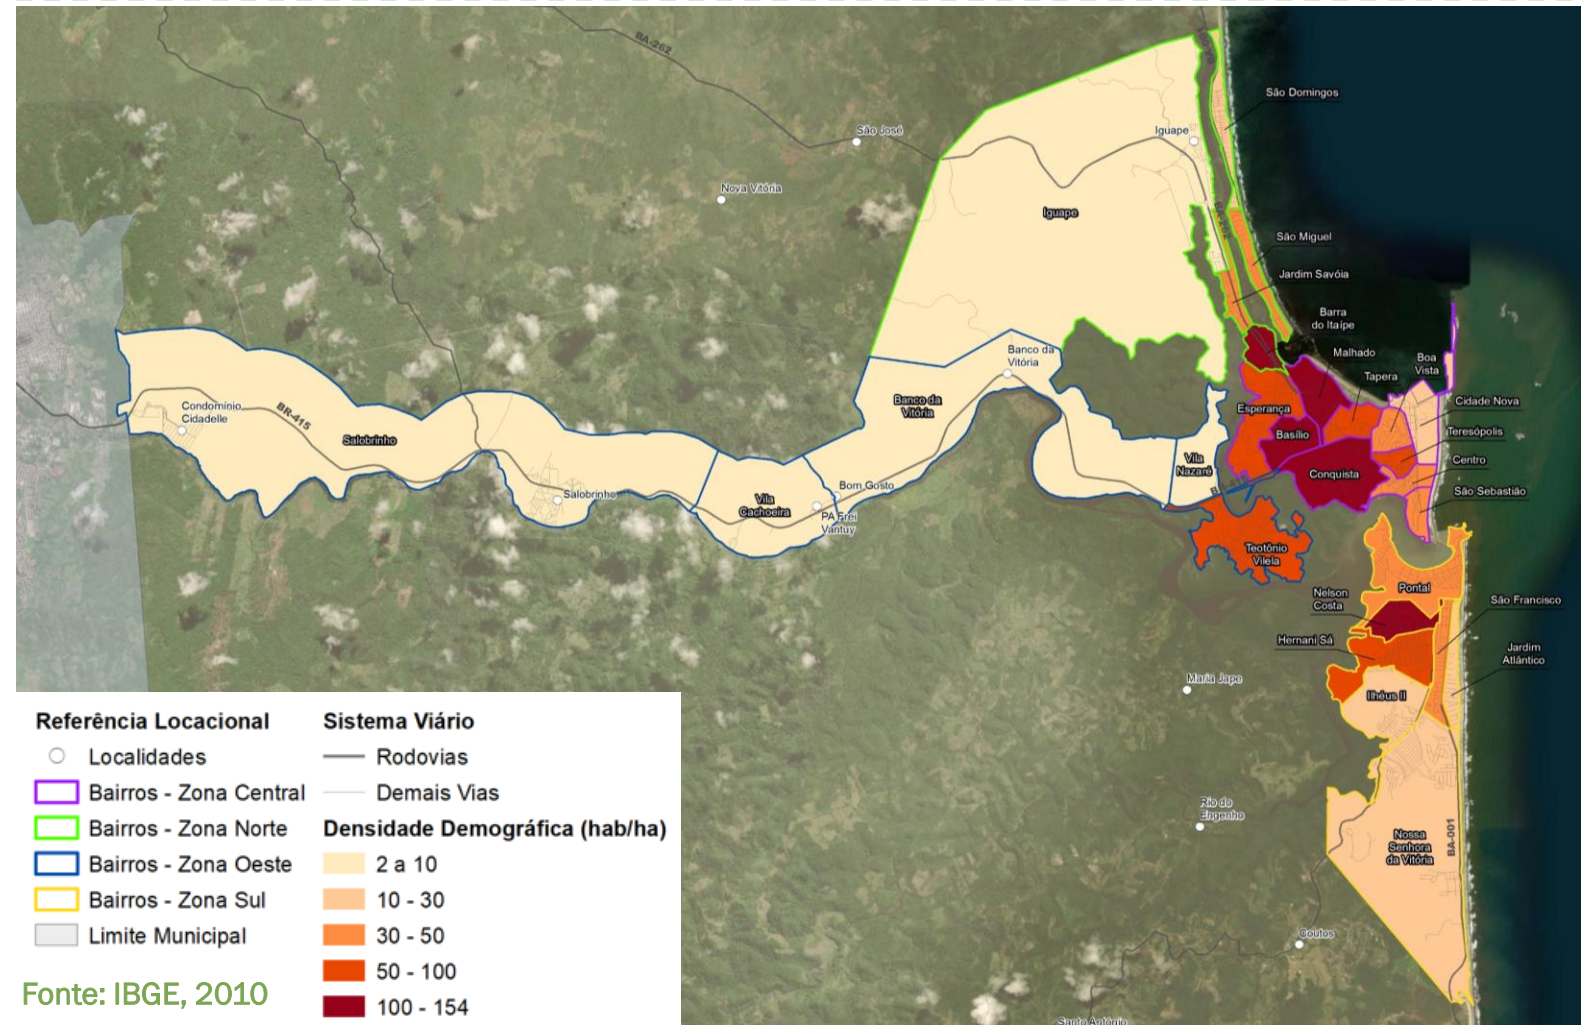 BA-262
São José
Nova Vitória
Iguape
Iguape
São Domingos
BA-262
São Miguel
Jardim Savóia
Barra
do Itaípe
Malhado
Tapera
Boa
Vista
Cidade Nova
Teresópolis
Centro
São Sebastião
Esperança
Basílio
Conquista
Banco da
Vitória
Banco da
Vitória
Vila
Nazaré
Condomínio
Cidadelle
BR-415
Salobrinho
Salobrinho
Vila
Cachoeira
Bom Gosto
PA Frei
Vantuy
Teotônio
Vilela
Pontal
Nelson
Costa
São Francisco
Hernani Sá
Jardim
Atlântico
Maria Jape
Ilhéus II
Rio do
Engenho
Nossa
Senhora
da Vitória
BA-001
Coutos
Santo Antônio
Referência Locacional
Localidades
Bairros - Zona Central
Bairros - Zona Norte
Bairros - Zona Oeste
Bairros - Zona Sul
Limite Municipal
Sistema Viário
Rodovias
Demais Vias
Densidade Demográfica (hab/ha)
2 a 10
10 - 30
30 - 50
50 - 100
100 - 154
Fonte: IBGE, 2010